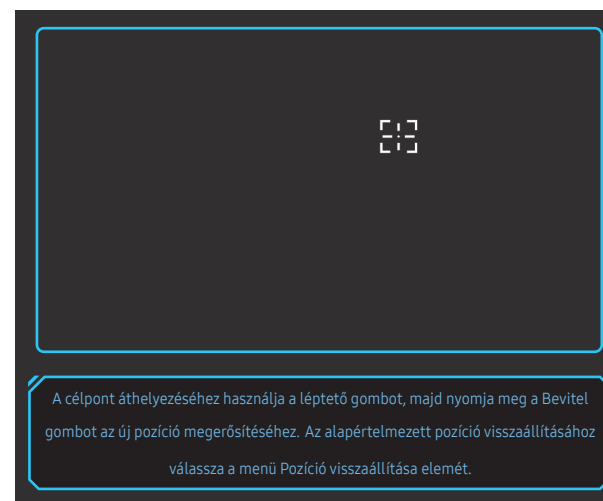 A célpont áthelyezéséhez használja a léptető gombot, majd nyomja meg a Bevitel
gombot az új pozíció megerősítéséhez. Az alapértelmezett pozíció visszaállításához
válassza a menü Pozíció visszaállítása elemét.